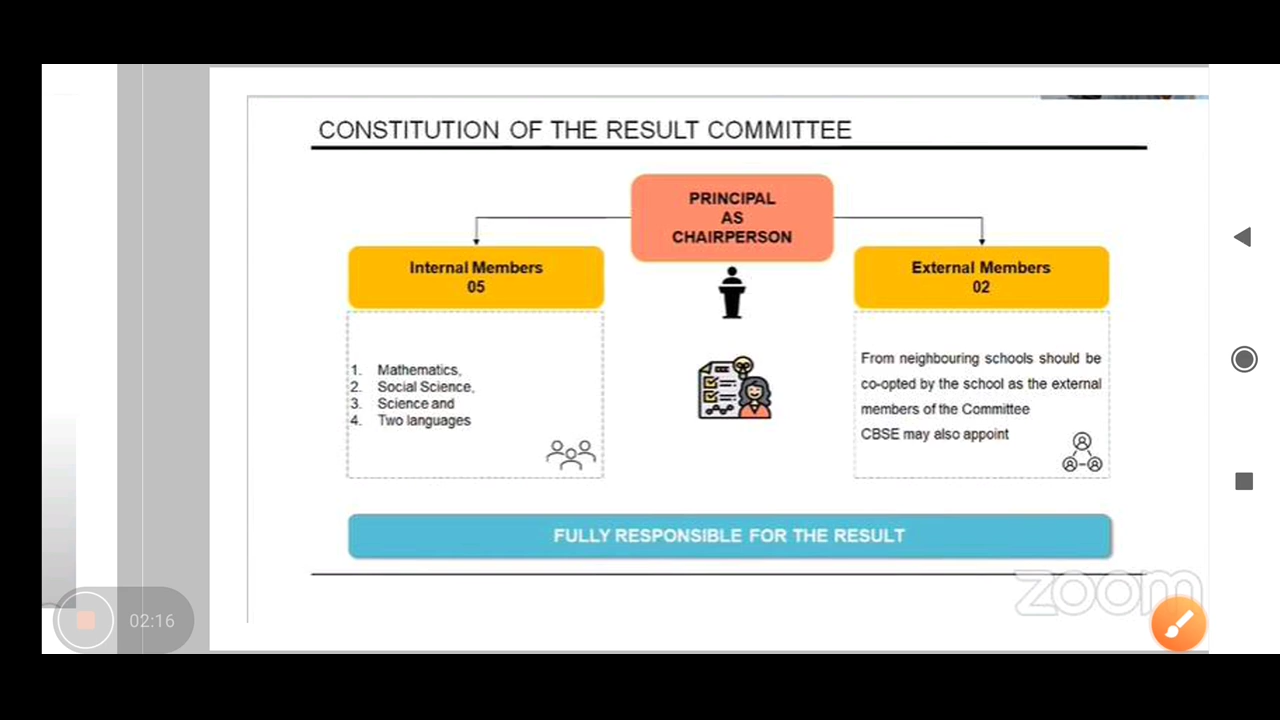 CONSTITUTION OF THE RESULT COMMITTEE
PRINCIPAL
AS
CHAIRPERSON
Internal Members
05
External Members
02
1. Mathematics,
2. Social Science,
3. Science and
4. Two languages
From neighbouring schools should be
co-opted by the school as the external
members of the Committee
CBSE may also appoint
FULLY RESPONSIBLE FOR THE RESULT
zoom
02:16